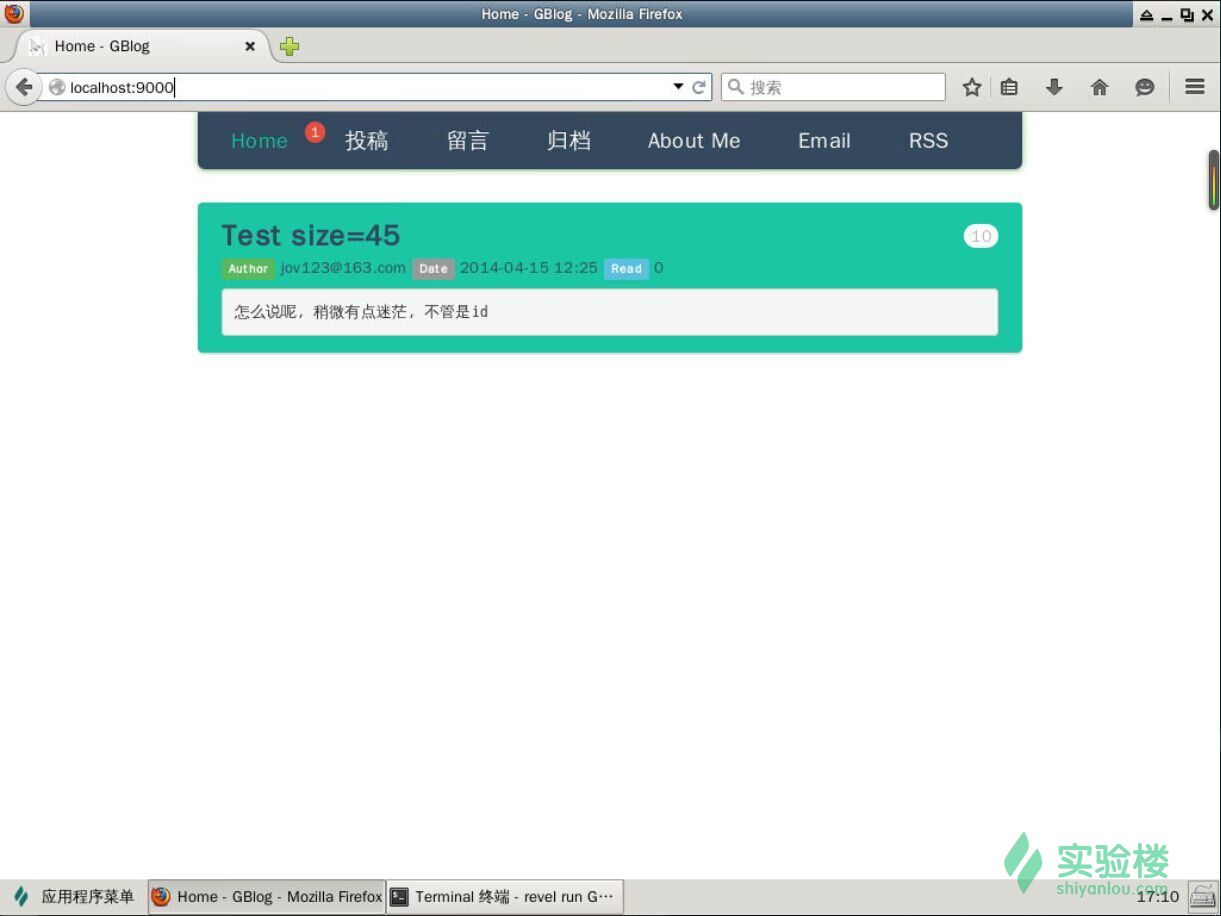 Home - GBlog - Mozilla Firefox
Home - GBlog
localhost:9000
搜索
Home 1 投稿 留言 归档 About Me Email RSS
Test size=45 10
Author jov123@163.com Date 2014-04-15 12:25 Read 0
怎么说呢, 稍微有点迷茫, 不管是id
实验楼
shiyanlou.com
应用程序菜单 Home - GBlog - Mozilla Firefox Terminal 终端 - revel run G… 17:10